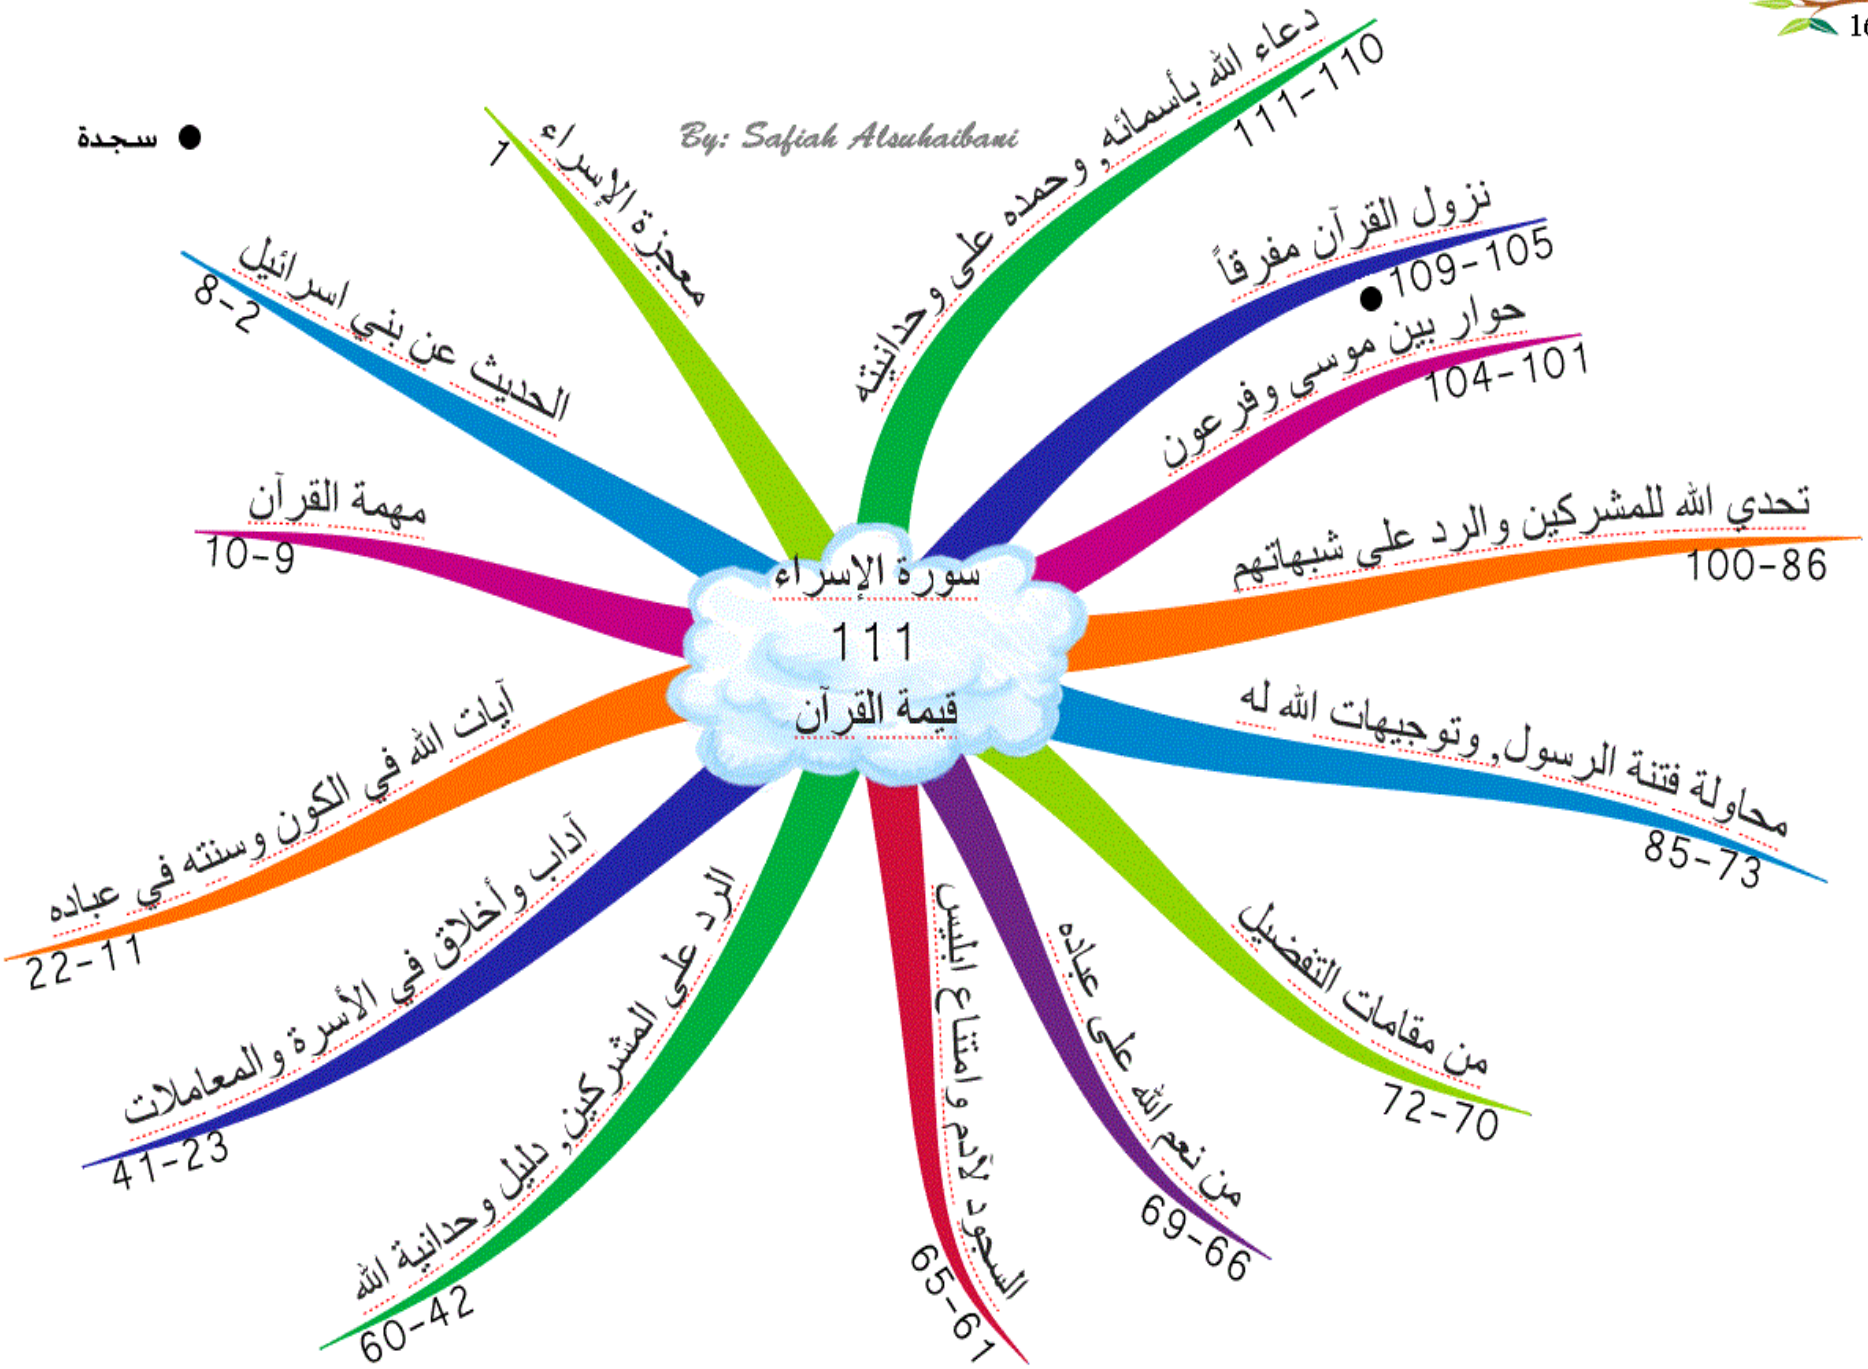 16
By: Safiah Alsuhaibani
● سجدة
سورة الإسراء
111
قيمة القرآن
معجزة الإسراء
1
الحديث عن بني اسرائيل
8-2
مهمة القرآن
10-9
آيات الله في الكون وسنته في عباده
22-11
آداب وأخلاق في الأسرة والمعاملات
41-23
الرد على المشركين, دليل وحدانية الله
60-42
السجود لآدم وامتناع ابليس
65-61
من نعم الله على عباده
69-66
من مقامات التفضيل
72-70
محاولة فتنة الرسول, وتوجيهات الله له
85-73
تحدي الله للمشركين والرد على شبهاتهم
100-86
حوار بين موسى وفرعون
104-101
نزول القرآن مفرقاً
109-105
●
دعاء الله بأسمائه, وحمده على وحدانيته
111-110